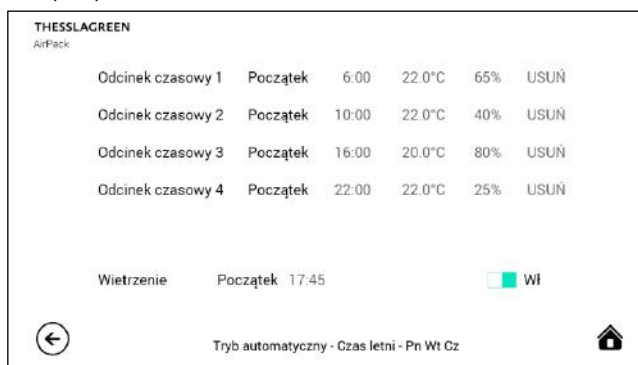 THESSLAGREEN
AirPack
Odcinek czasowy 1 Początek 6:00 22.0°C 65% USUŃ
Odcinek czasowy 2 Początek 10:00 22.0°C 40% USUŃ
Odcinek czasowy 3 Początek 16:00 20.0°C 80% USUŃ
Odcinek czasowy 4 Początek 22:00 22.0°C 25% USUŃ
Wietrzenie Początek 17:45 Wł
Tryb automatyczny - Czas letni - Pn Wt Cz